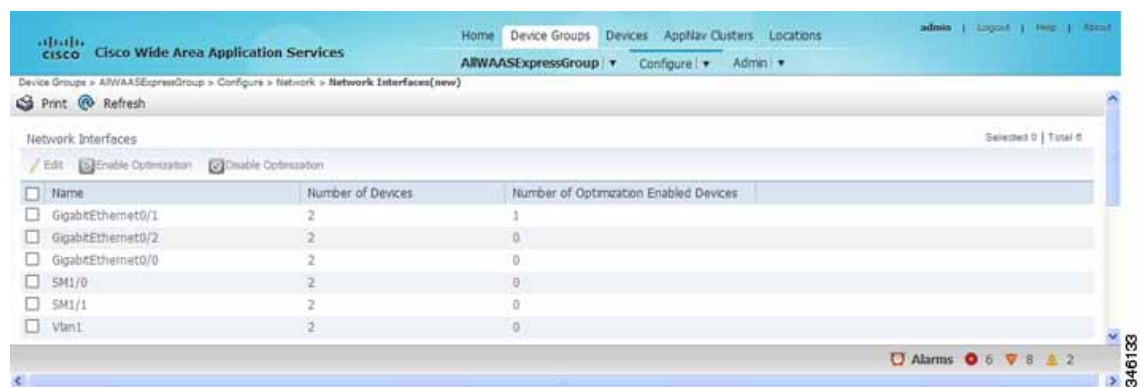 Home Device Groups Devices AppNav Clusters Locations
admin | Logout | Help | About
CISCO Cisco Wide Area Application Services
AllWAASExpressGroup Configure Admin
Device Groups > AllWAASExpressGroup > Configure > Network > Network Interfaces(new)
Print Refresh
Network Interfaces
Selected 0 | Total 6
Edit Enable Optimization Disable Optimization
Name Number of Devices Number of Optimization Enabled Devices
GigabitEthernet0/1 2 1
GigabitEthernet0/2 2 0
GigabitEthernet0/0 2 0
SM1/0 2 0
SM1/1 2 0
Vlan1 2 0
Alarms 6 8 2
346133